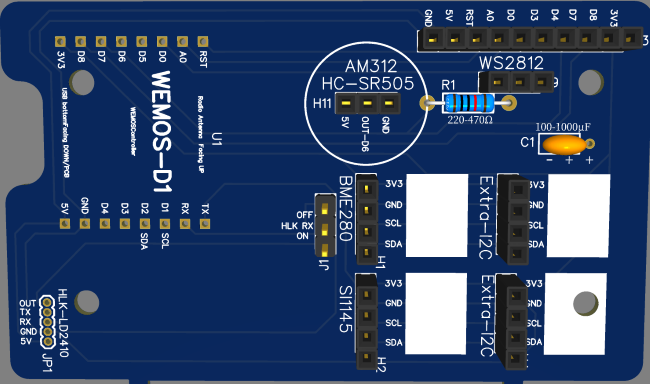 GND 5V RST A0 D0 D3 D4 D7 D8 3V3
WS2812
3V3 D8 D7 D6 D5 D0 A0 RST
AM312
HC-SR505
H11
5V OUT-D6 GND
R1
220-470Ω
100-1000µF
C1
− + +
WEMOS-D1
WEMOSController
USB bottomFacing DOWN/PCB
Radio Antenna Facing UP
U1
5V GND D4 D3 D2 D1 RX TX
SDA SCL
OFF
HLK RX
ON
J1
BME280
3V3
GND
SCL
SDA
H1
Extra-I2C
3V3
GND
SCL
SDA
SI1145
3V3
GND
SCL
SDA
H2
Extra-I2C
3V3
GND
SCL
SDA
HLK-LD2410
OUT
TX
RX
GND
5V
JP1